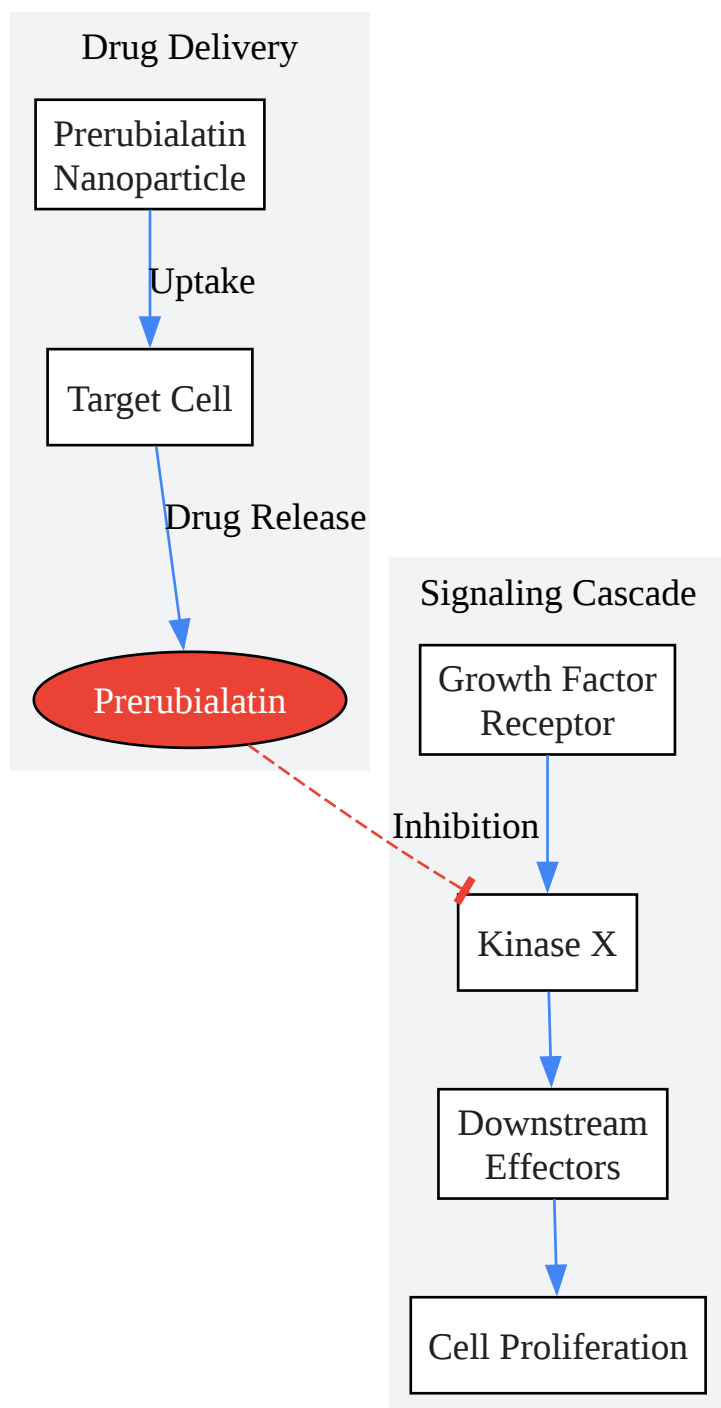 Drug Delivery
Prerubialatin
Nanoparticle
Uptake
Target Cell
Drug Release
Prerubialatin
Signaling Cascade
Growth Factor
Receptor
Inhibition
Kinase X
Downstream
Effectors
Cell Proliferation